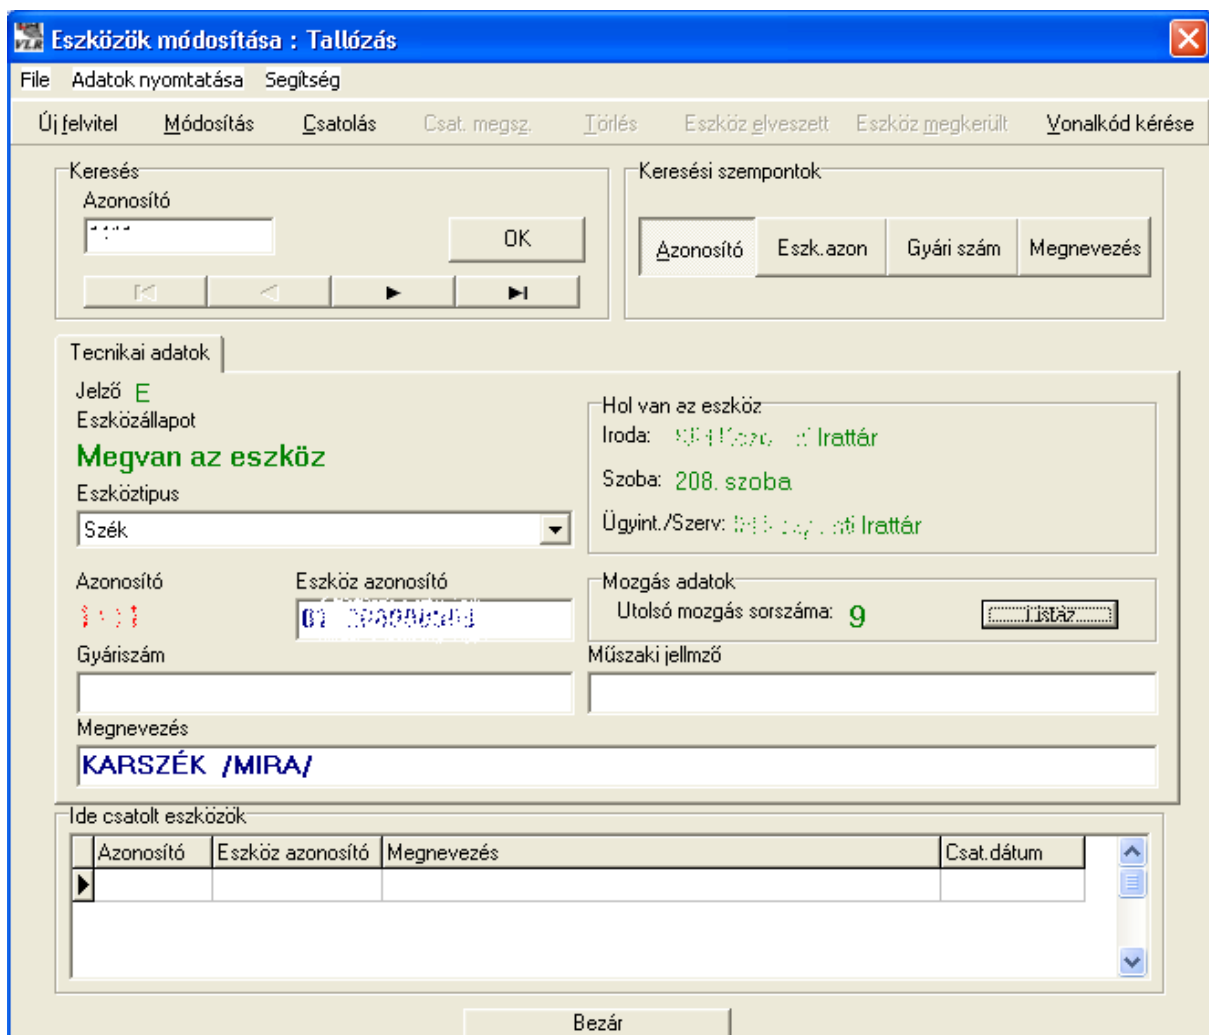 VLR Eszközök módosítása : Tallózás
File Adatok nyomtatása Segítség
Új felvitel Módosítás Csatolás Csat. megsz. Törlés Eszköz elveszett Eszköz megkerült Vonalkód kérése
Keresés
Azonosító
OK
Keresési szempontok
Azonosító Eszk.azon Gyári szám Megnevezés
Tecnikai adatok
Jelző E
Eszközállapot
Megvan az eszköz
Eszköztipus
Szék
Hol van az eszköz
Iroda: Irattár
Szoba: 208. szoba
Ügyint./Szerv: Irattár
Azonosító
Eszköz azonosító
Mozgás adatok
Utolsó mozgás sorszáma: 9 Listáz
Gyáriszám
Műszaki jellmző
Megnevezés
KARSZÉK /MIRA/
Ide csatolt eszközök
Azonosító Eszköz azonosító Megnevezés Csat.dátum
Bezár